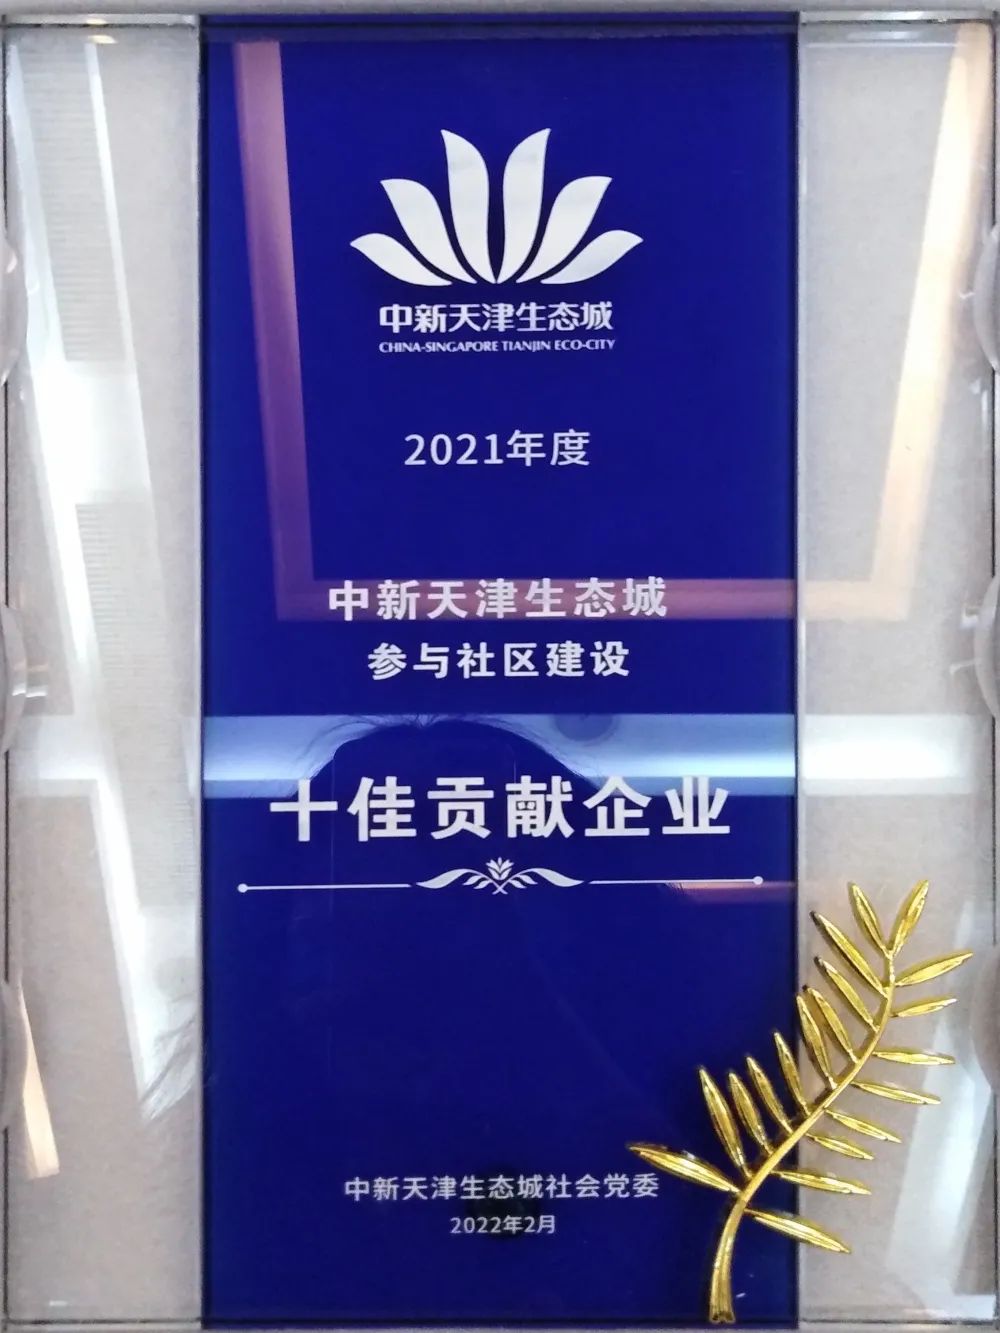 中新天津生态城
CHINA-SINGAPORE TIANJIN ECO-CITY
2021年度
中新天津生态城
参与社区建设
十佳贡献企业
中新天津生态城社会党委
2022年2月